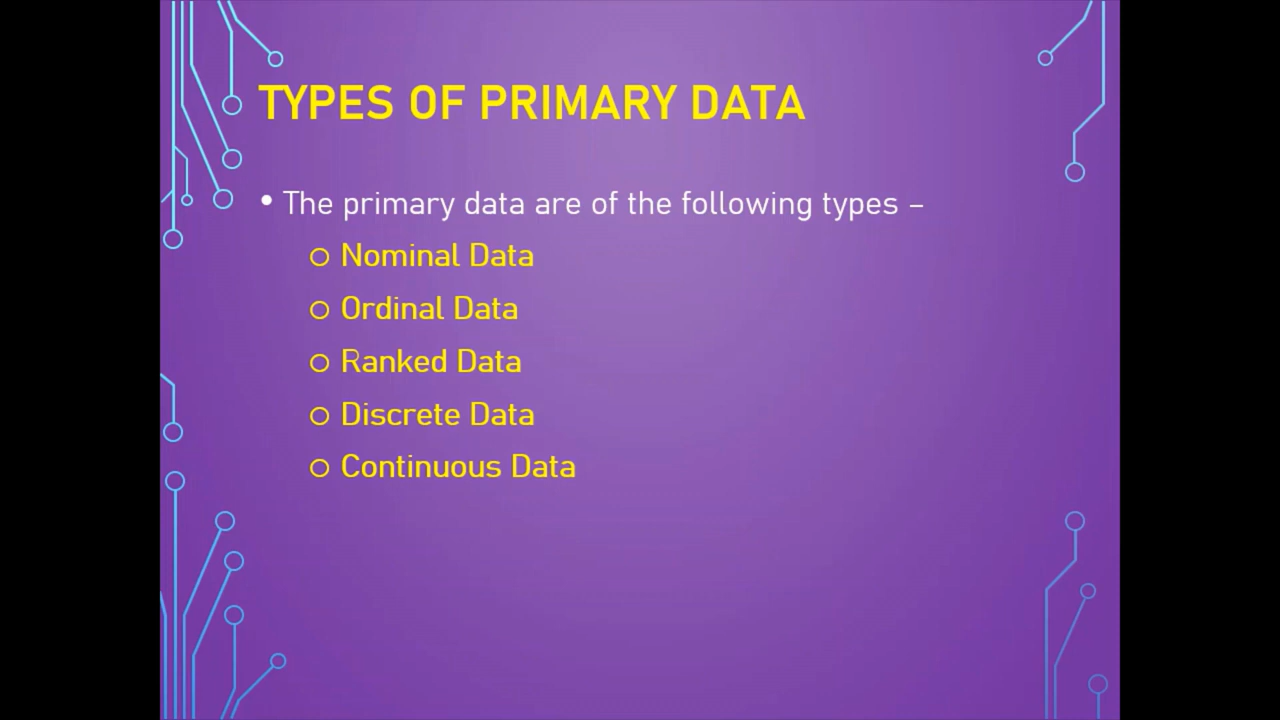 TYPES OF PRIMARY DATA
• The primary data are of the following types –
○ Nominal Data
○ Ordinal Data
○ Ranked Data
○ Discrete Data
○ Continuous Data